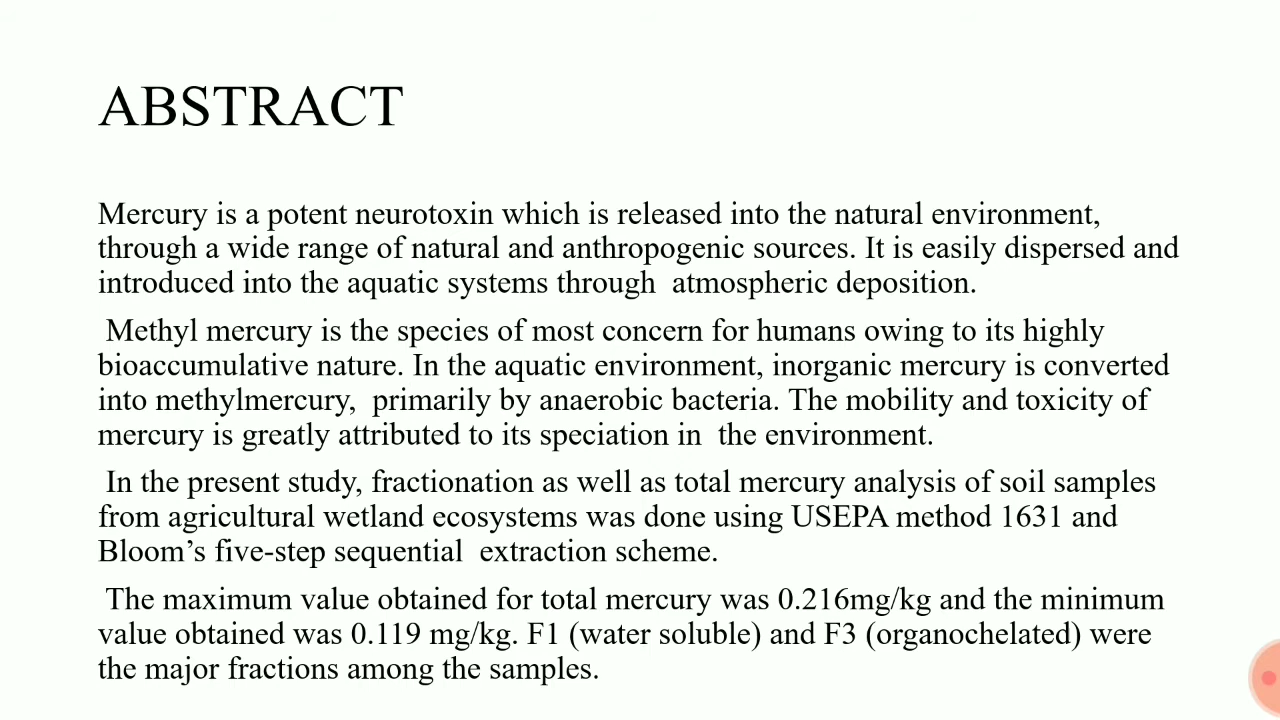 ABSTRACT
Mercury is a potent neurotoxin which is released into the natural environment,
through a wide range of natural and anthropogenic sources. It is easily dispersed and
introduced into the aquatic systems through  atmospheric deposition.
Methyl mercury is the species of most concern for humans owing to its highly
bioaccumulative nature. In the aquatic environment, inorganic mercury is converted
into methylmercury,  primarily by anaerobic bacteria. The mobility and toxicity of
mercury is greatly attributed to its speciation in  the environment.
In the present study, fractionation as well as total mercury analysis of soil samples
from agricultural wetland ecosystems was done using USEPA method 1631 and
Bloom’s five-step sequential  extraction scheme.
The maximum value obtained for total mercury was 0.216mg/kg and the minimum
value obtained was 0.119 mg/kg. F1 (water soluble) and F3 (organochelated) were
the major fractions among the samples.